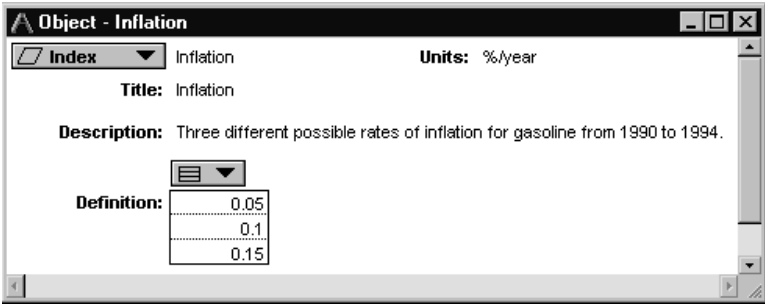 Object - Inflation
Index Inflation Units: %/year
Title: Inflation
Description: Three different possible rates of inflation for gasoline from 1990 to 1994.
Definition: 0.05
0.1
0.15